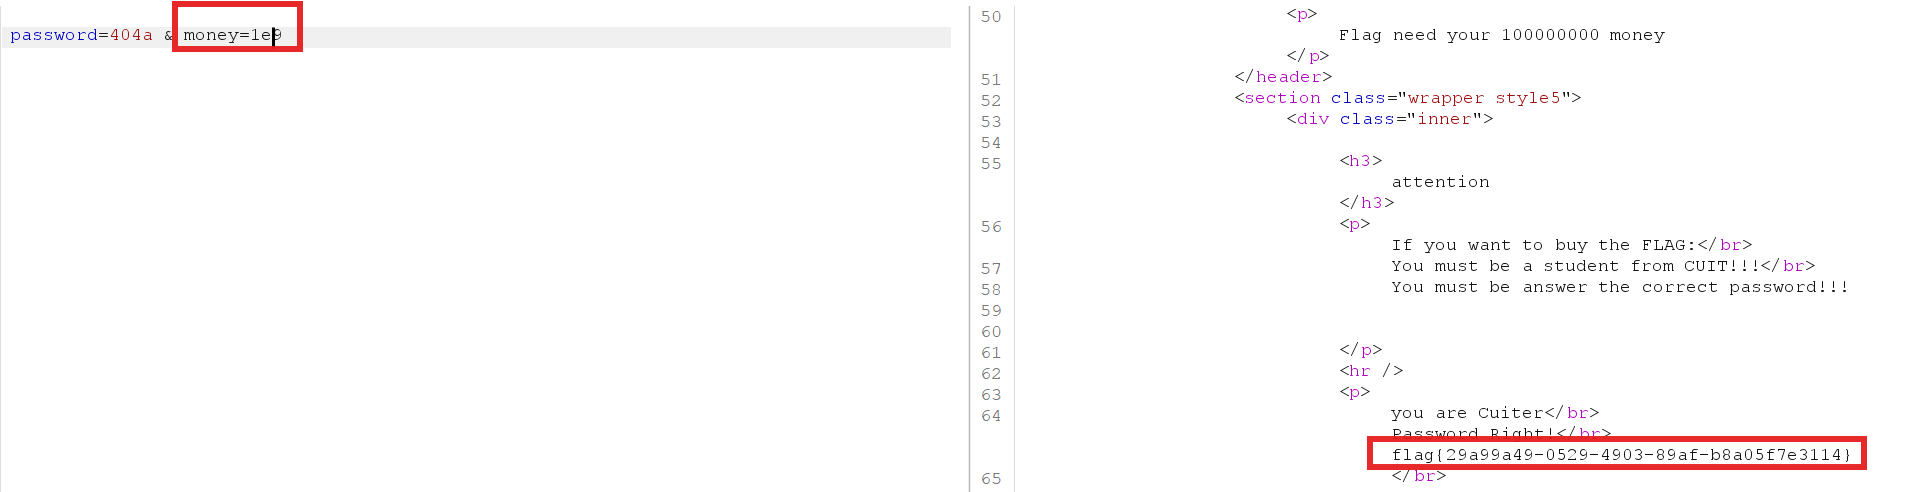 password=404a & money=1e9
50
<p>
Flag need your 100000000 money
</p>
51
</header>
52
<section class="wrapper style5">
53
<div class="inner">
54
55
<h3>
attention
</h3>
56
<p>
If you want to buy the FLAG:</br>
57
You must be a student from CUIT!!!</br>
58
You must be answer the correct password!!!
59
60
61
</p>
62
<hr />
63
<p>
64
you are Cuiter</br>
Password Right!</br>
flag{29a99a49-0529-4903-89af-b8a05f7e3114}
65
</br>